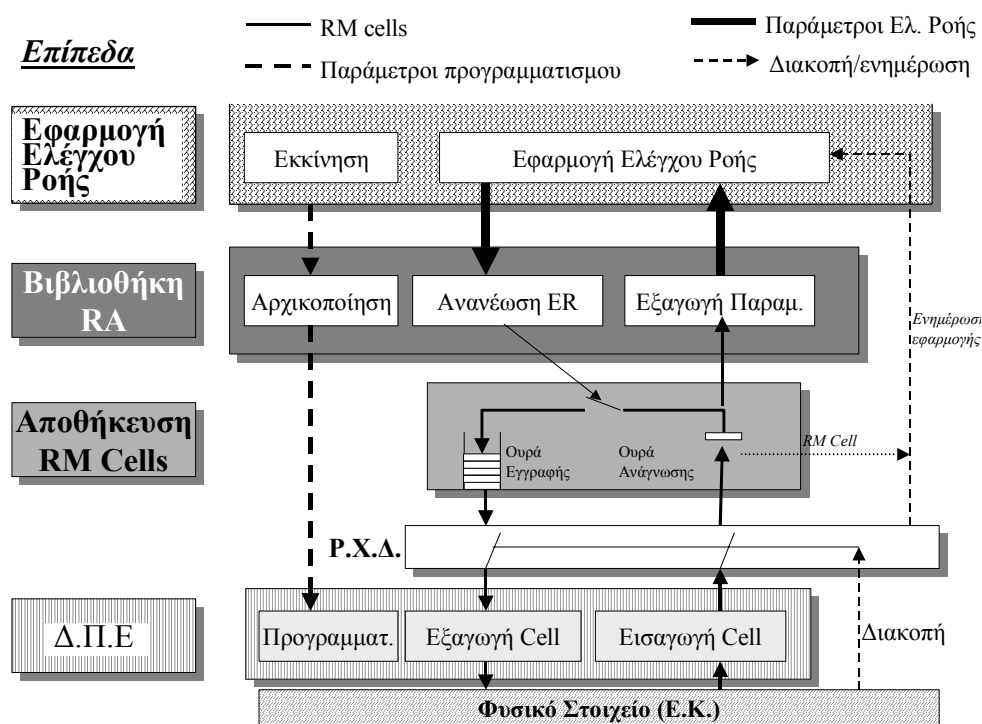 Επίπεδα
RM cells
Παράμετροι Ελ. Ροής
Παράμετροι προγραμματισμου
Διακοπή/ενημέρωση
Εφαρμογή
Ελέγχου
Ροής
Εκκίνηση
Εφαρμογή Ελέγχου Ροής
Βιβλιοθήκη
RA
Αρχικοποίηση
Ανανέωση ER
Εξαγωγή Παραμ.
Ενημέρωση
εφαρμογής
Αποθήκευση
RM Cells
Ουρά
Εγγραφής
Ουρά
Ανάγνωσης
RM Cell
Ρ.Χ.Δ.
Δ.Π.Ε
Προγραμματ.
Εξαγωγή Cell
Εισαγωγή Cell
Διακοπή
Φυσικό Στοιχείο (Ε.Κ.)